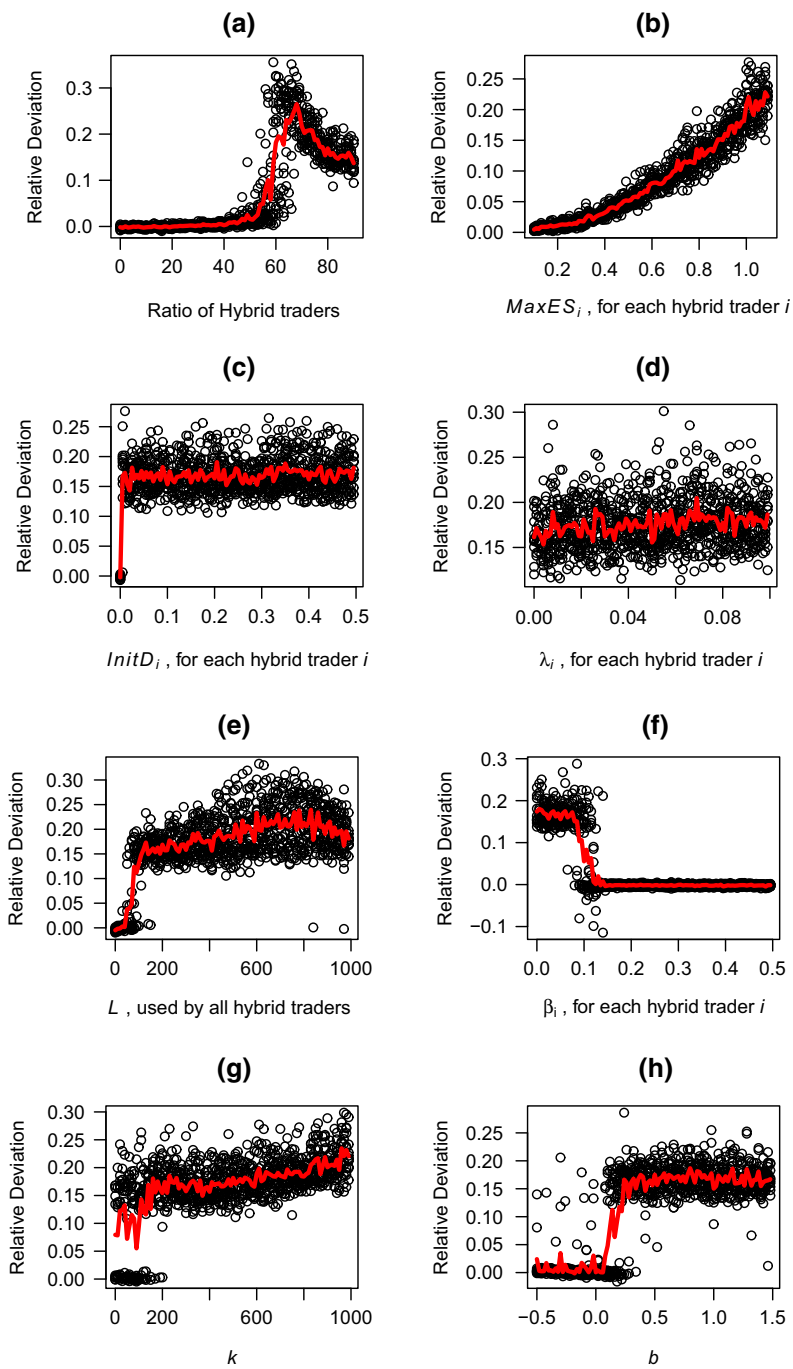 (a)
Relative Deviation
0.3
0.2
0.1
0.0
0 20 40 60 80
Ratio of Hybrid traders
(b)
Relative Deviation
0.25
0.20
0.15
0.10
0.05
0.00
0.2 0.4 0.6 0.8 1.0
MaxES_i , for each hybrid trader i
(c)
Relative Deviation
0.25
0.20
0.15
0.10
0.05
0.00
0.0 0.1 0.2 0.3 0.4 0.5
InitD_i , for each hybrid trader i
(d)
Relative Deviation
0.30
0.25
0.20
0.15
0.00 0.04 0.08
λ_i , for each hybrid trader i
(e)
Relative Deviation
0.30
0.25
0.20
0.15
0.10
0.05
0.00
0 200 600 1000
L , used by all hybrid traders
(f)
Relative Deviation
0.3
0.2
0.1
0.0
−0.1
0.0 0.1 0.2 0.3 0.4 0.5
β_i , for each hybrid trader i
(g)
Relative Deviation
0.30
0.25
0.20
0.15
0.10
0.05
0.00
0 200 600 1000
k
(h)
Relative Deviation
0.25
0.20
0.15
0.10
0.05
0.00
−0.5 0.0 0.5 1.0 1.5
b